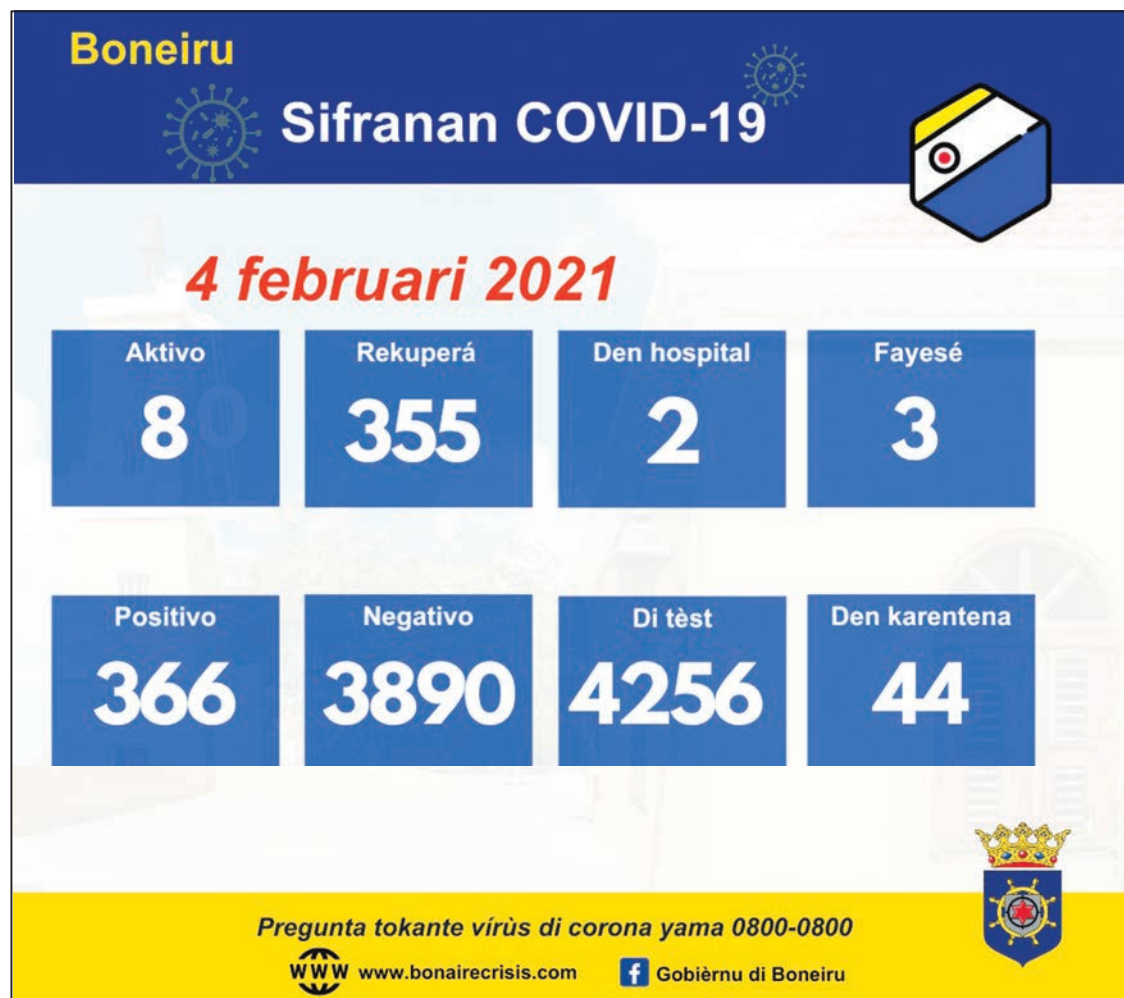 Boneiru
Sifranan COVID-19
4 februari 2021
Aktivo
8
Rekuperá
355
Den hospital
2
Fayesé
3
Positivo
366
Negativo
3890
Di tèst
4256
Den karentena
44
Pregunta tokante vírùs di corona yama 0800-0800
WWW www.bonairecrisis.com
f Gobièrnu di Boneiru